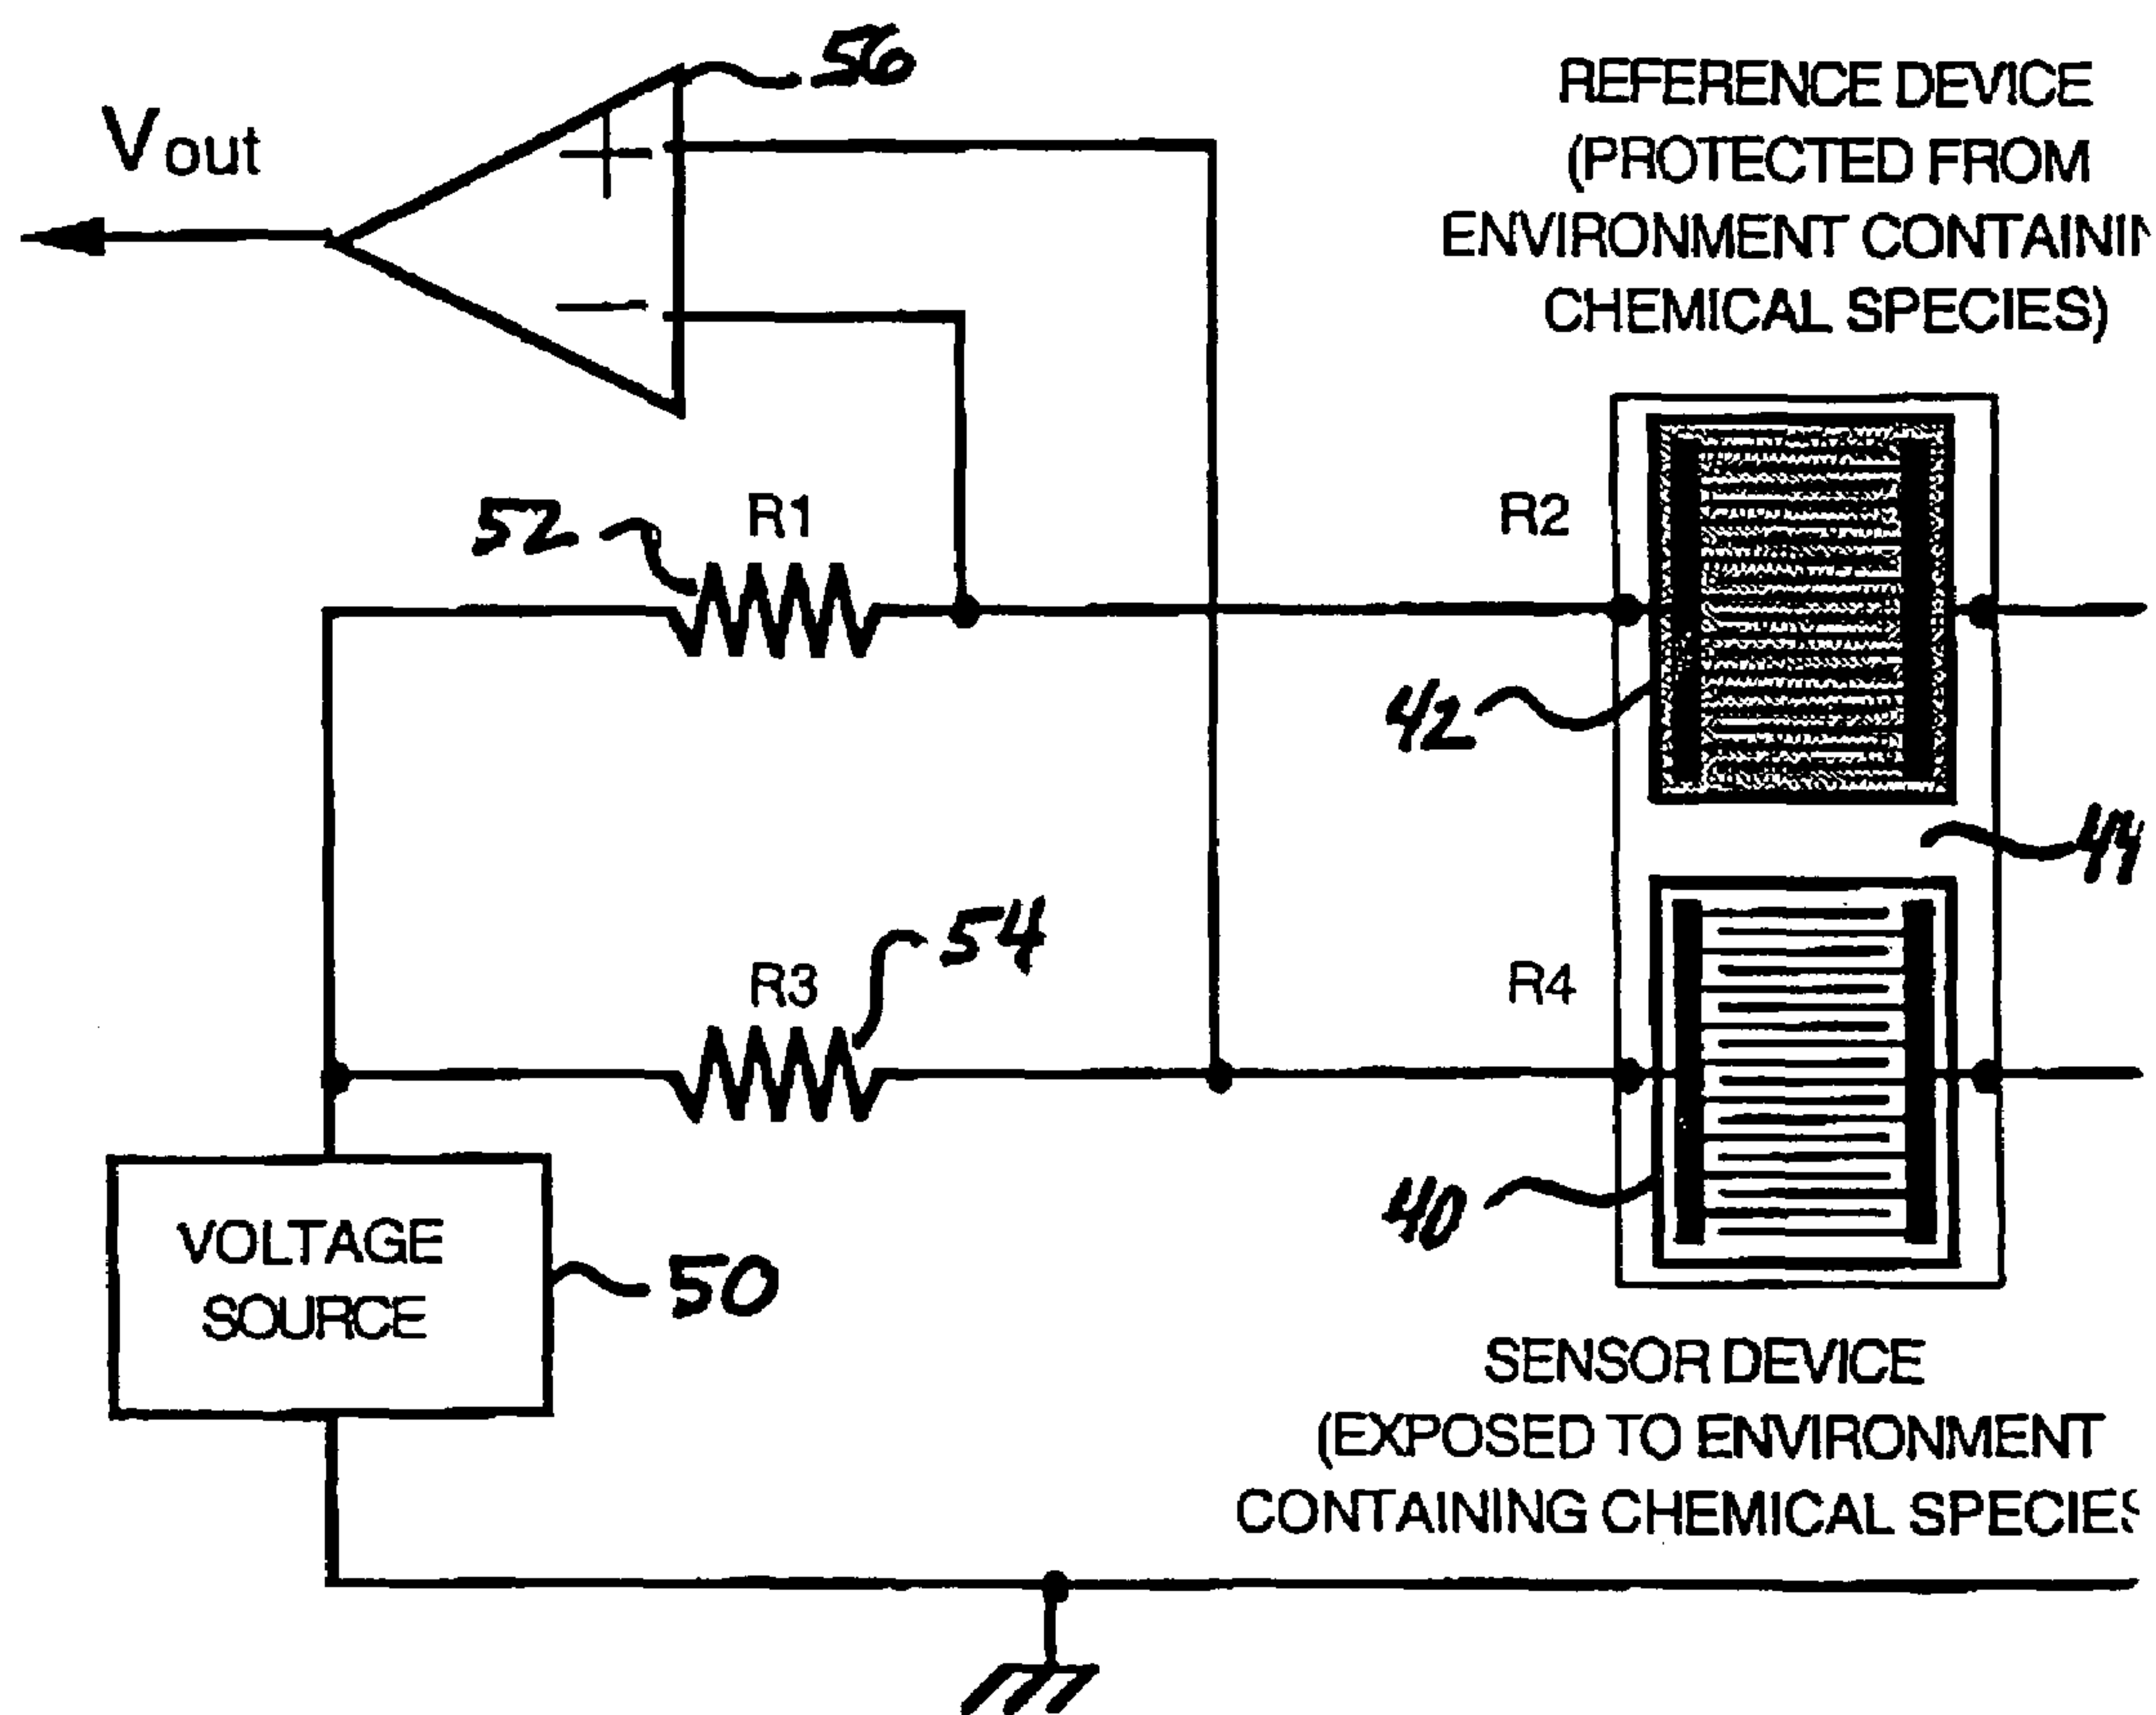 56
Vout
+
−
REFERENCE DEVICE
(PROTECTED FROM
ENVIRONMENT CONTAININ
CHEMICAL SPECIES)
52
R1
R2
42
44
54
R3
R4
40
VOLTAGE
SOURCE
50
SENSOR DEVICE
(EXPOSED TO ENVIRONMENT
CONTAINING CHEMICAL SPECIES